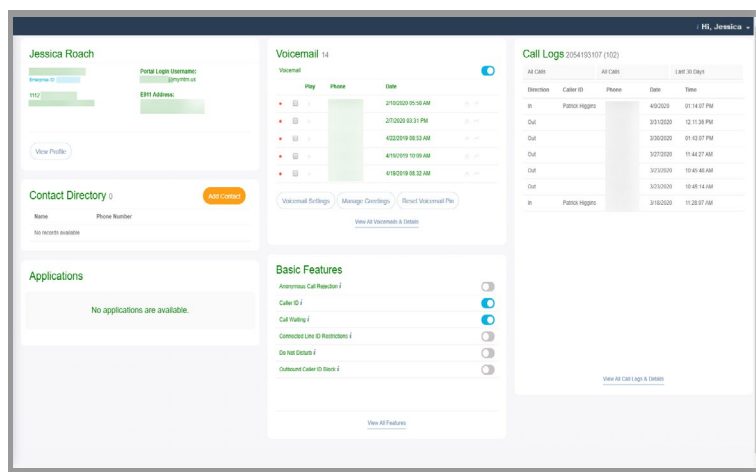 Hi, Jessica
Jessica Roach
Portal Login Username:
Enterprise ID:
@mymtm.us
1112
E911 Address:
View Profile
Contact Directory 0
Add Contact
Name Phone Number
No records available
Applications
No applications are available.
Voicemail 14
Voicemail
Play Phone Date
2/10/2020 05:50 AM
2/7/2020 03:31 PM
4/22/2019 08:53 AM
4/19/2019 10:09 AM
4/19/2019 08:32 AM
Voicemail Settings Manage Greetings Reset Voicemail Pin
View All Voicemails & Details
Basic Features
Anonymous Call Rejection i
Caller ID i
Call Waiting i
Connected Line ID Restrictions i
Do Not Disturb i
Outbound Caller ID Block i
View All Features
Call Logs 2054193107 (102)
All Calls All Calls Last 30 Days
Direction Caller ID Phone Date Time
In Patrick Higgins 4/9/2020 01:14:07 PM
Out 3/31/2020 12:11:36 PM
Out 3/30/2020 01:43:07 PM
Out 3/27/2020 11:44:27 AM
Out 3/23/2020 10:45:46 AM
Out 3/23/2020 10:45:14 AM
In Patrick Higgins 3/18/2020 11:28:07 AM
View All Call Logs & Details